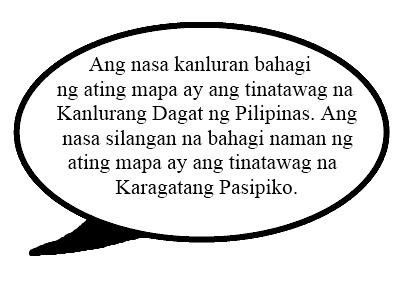 Ang nasa kanluran bahagi
ng ating mapa ay ang tinatawag na
Kanlurang Dagat ng Pilipinas. Ang
nasa silangan na bahagi naman ng
ating mapa ay ang tinatawag na
Karagatang Pasipiko.